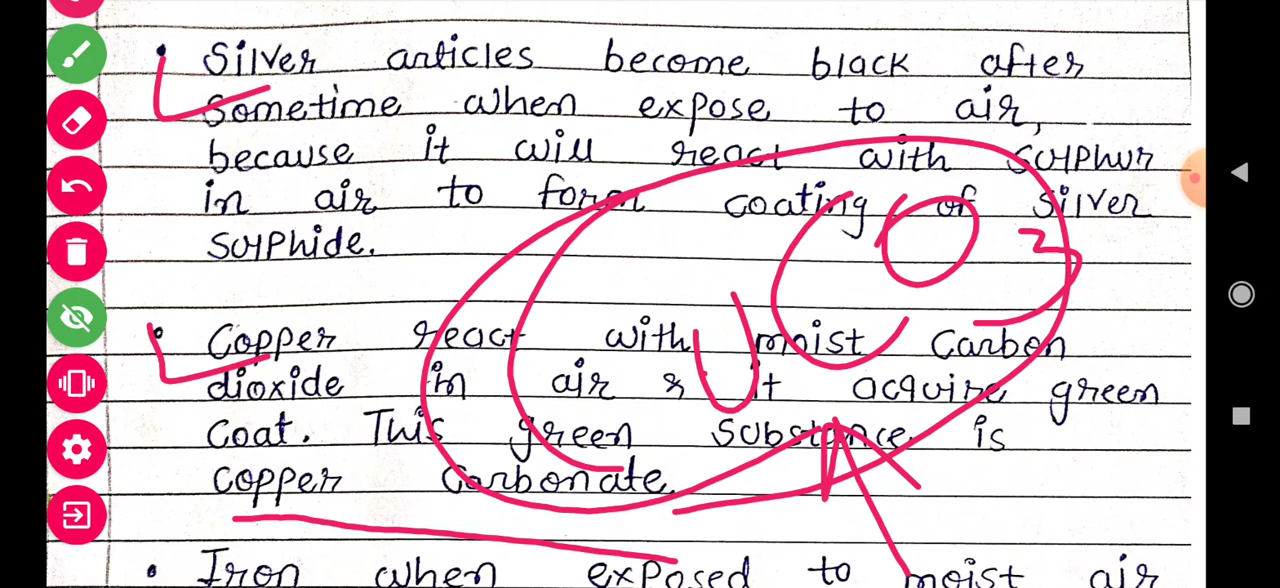 Silver articles become black after
Sometime when expose to air,
because it will react with Sulphur
in air to form coating of Silver
Sulphide.
CuCO3
Copper react with moist Carbon
dioxide in air & it acquire green
Coat. This green substance is
Copper Carbonate.
Iron when exposed to moist air